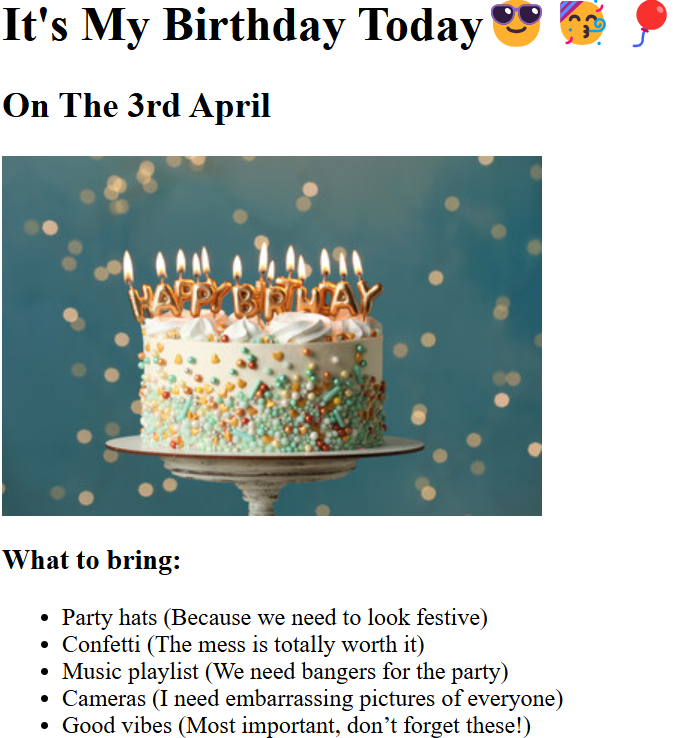 It's My Birthday Today😎 🥳 🎈
On The 3rd April
HAPPY BIRTHDAY
What to bring:
• Party hats (Because we need to look festive)
• Confetti (The mess is totally worth it)
• Music playlist (We need bangers for the party)
• Cameras (I need embarrassing pictures of everyone)
• Good vibes (Most important, don’t forget these!)